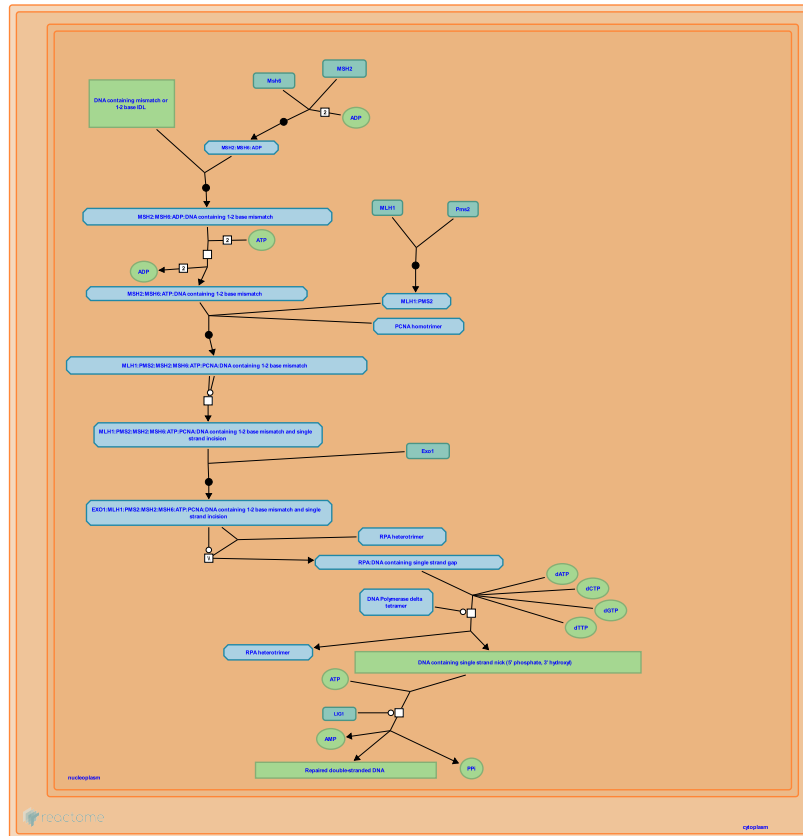 MSH2
Msh6
DNA containing mismatch or
1-2 base IDL
2
ADP
MSH2:MSH6:ADP
MLH1
Pms2
MSH2:MSH6:ADP:DNA containing 1-2 base mismatch
2
ATP
ADP
2
MSH2:MSH6:ATP:DNA containing 1-2 base mismatch
MLH1:PMS2
PCNA homotrimer
MLH1:PMS2:MSH2:MSH6:ATP:PCNA:DNA containing 1-2 base mismatch
MLH1:PMS2:MSH2:MSH6:ATP:PCNA:DNA containing 1-2 base mismatch and single
strand incision
Exo1
EXO1:MLH1:PMS2:MSH2:MSH6:ATP:PCNA:DNA containing 1-2 base mismatch and single
strand incision
RPA heterotrimer
RPA:DNA containing single strand gap
dATP
dCTP
DNA Polymerase delta
tetramer
dGTP
dTTP
RPA heterotrimer
DNA containing single strand nick (5' phosphate, 3' hydroxyl)
ATP
LIG1
AMP
Repaired double-stranded DNA
PPi
nucleoplasm
reactome
cytoplasm